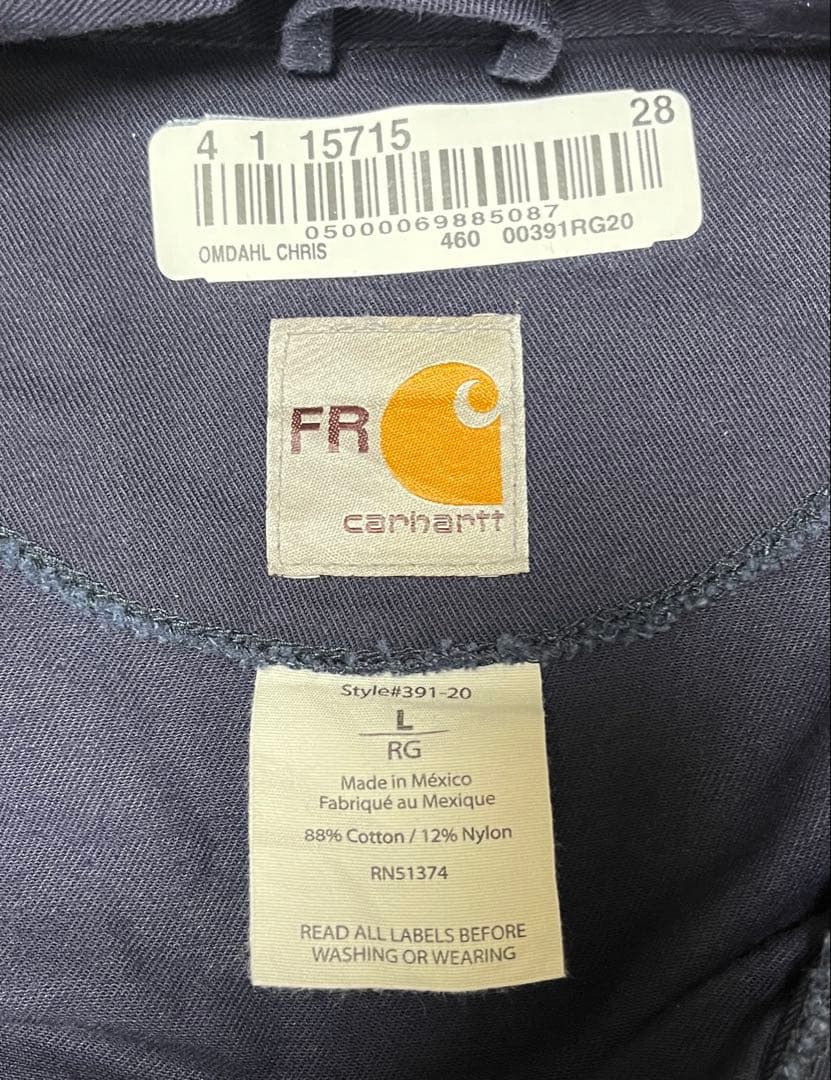 4 1 15715 28
05000069885087
OMDAHL CHRIS 460 00391RG20
FR
carhartt
Style#391-20
L
RG
Made in México
Fabriqué au Mexique
88% Cotton / 12% Nylon
RN51374
READ ALL LABELS BEFORE
WASHING OR WEARING